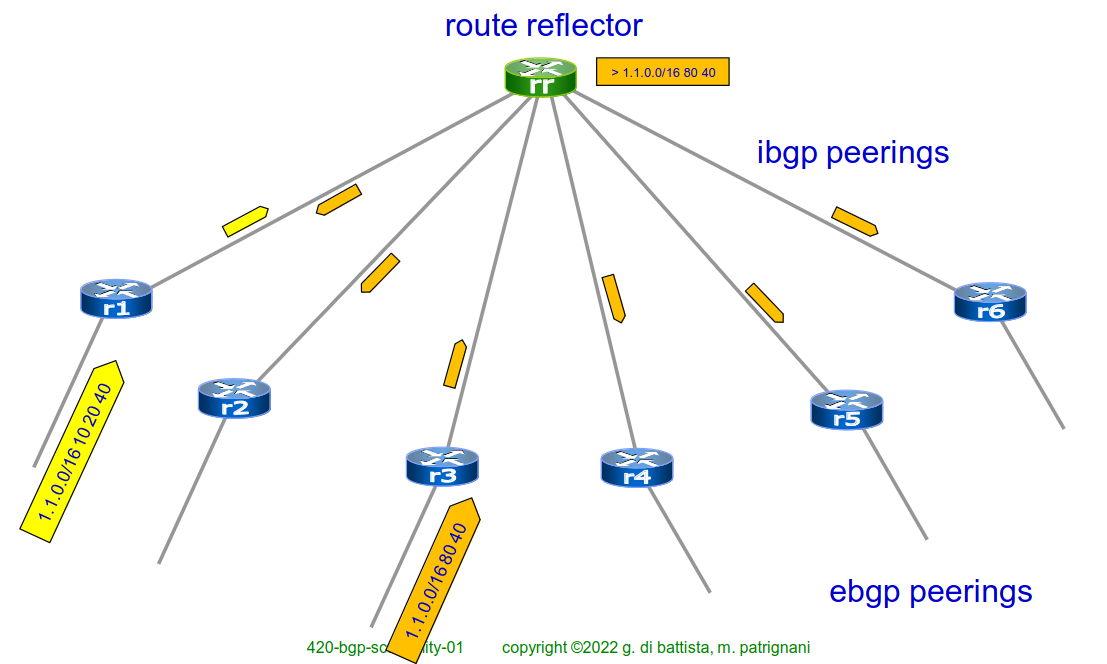 route reflector
rr
> 1.1.0.0/16 80 40
ibgp peerings
r1
r6
r2
r5
r3
r4
1.1.0.0/16 10 20 40
1.1.0.0/16 80 40
ebgp peerings
420-bgp-sc ity-01 copyright ©2022 g. di battista, m. patrignani